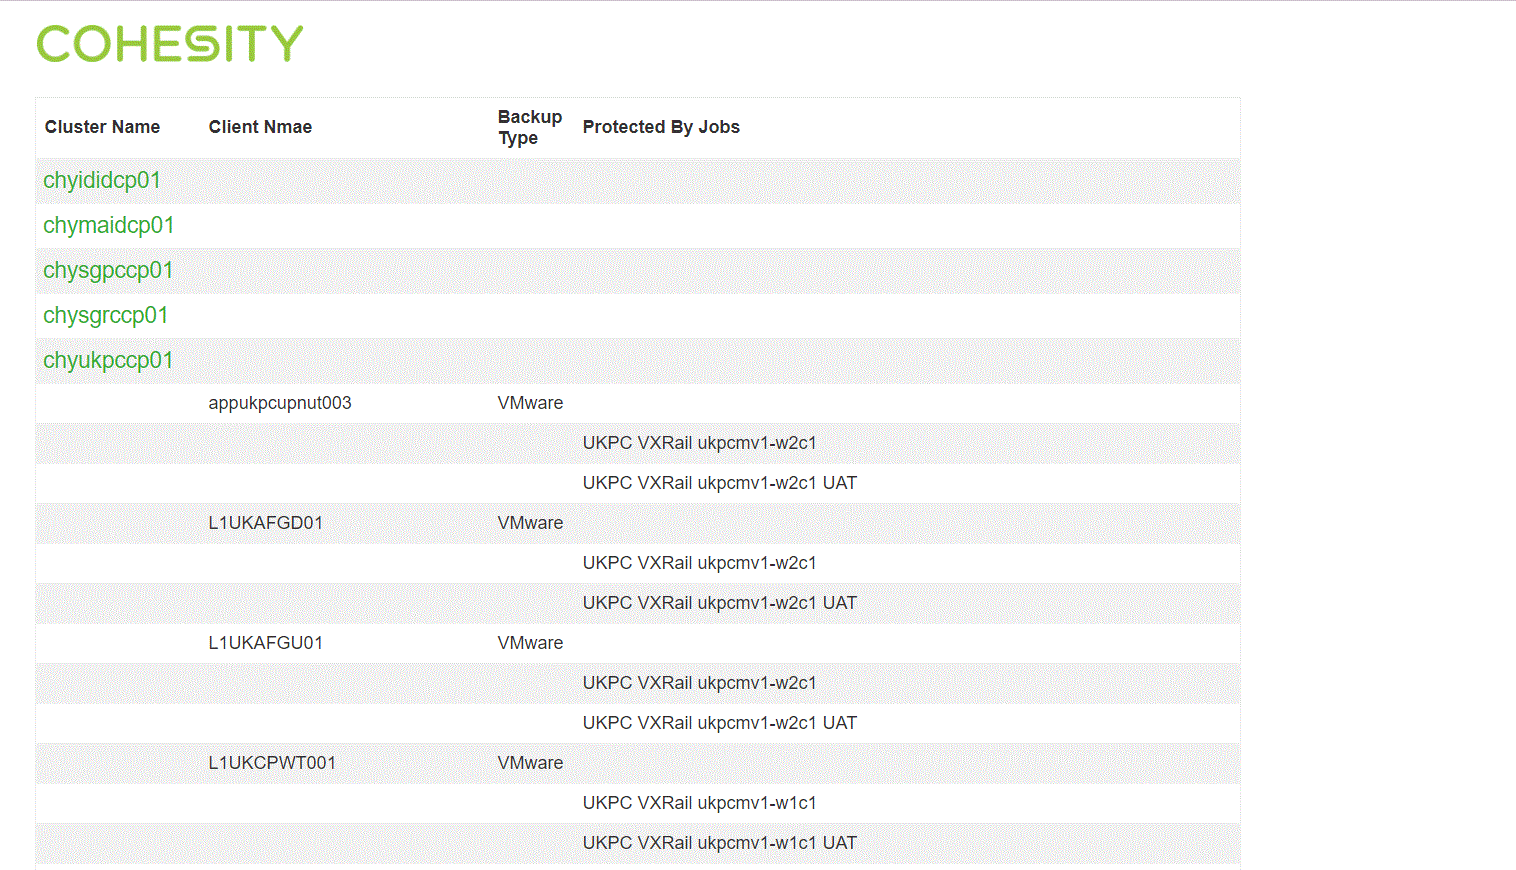 COHESITY
Cluster Name Client Nmae Backup Type Protected By Jobs
chyididcp01
chymaidcp01
chysgpccp01
chysgrccp01
chyukpccp01
appukpcupnut003 VMware
UKPC VXRail ukpcmv1-w2c1
UKPC VXRail ukpcmv1-w2c1 UAT
L1UKAFGD01 VMware
UKPC VXRail ukpcmv1-w2c1
UKPC VXRail ukpcmv1-w2c1 UAT
L1UKAFGU01 VMware
UKPC VXRail ukpcmv1-w2c1
UKPC VXRail ukpcmv1-w2c1 UAT
L1UKCPWT001 VMware
UKPC VXRail ukpcmv1-w1c1
UKPC VXRail ukpcmv1-w1c1 UAT